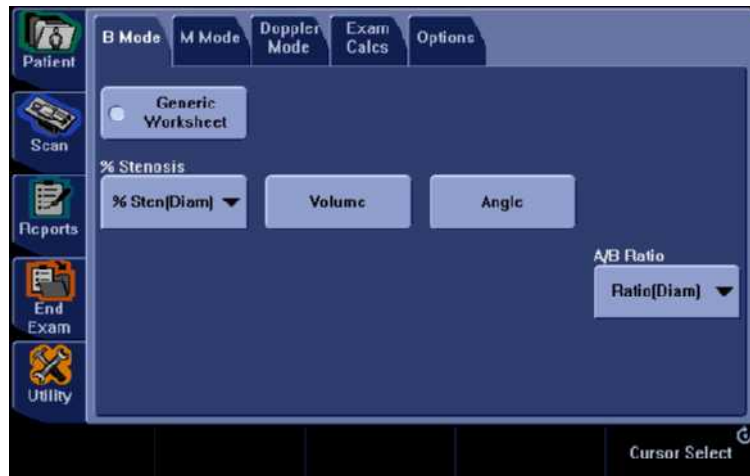 Patient
Scan
Reports
End
Exam
Utility
B Mode
M Mode
Doppler
Mode
Exam
Calcs
Options
Generic
Worksheet
% Stenosis
% Sten(Diam)
Volume
Angle
A/B Ratio
Ratio(Diam)
Cursor Select